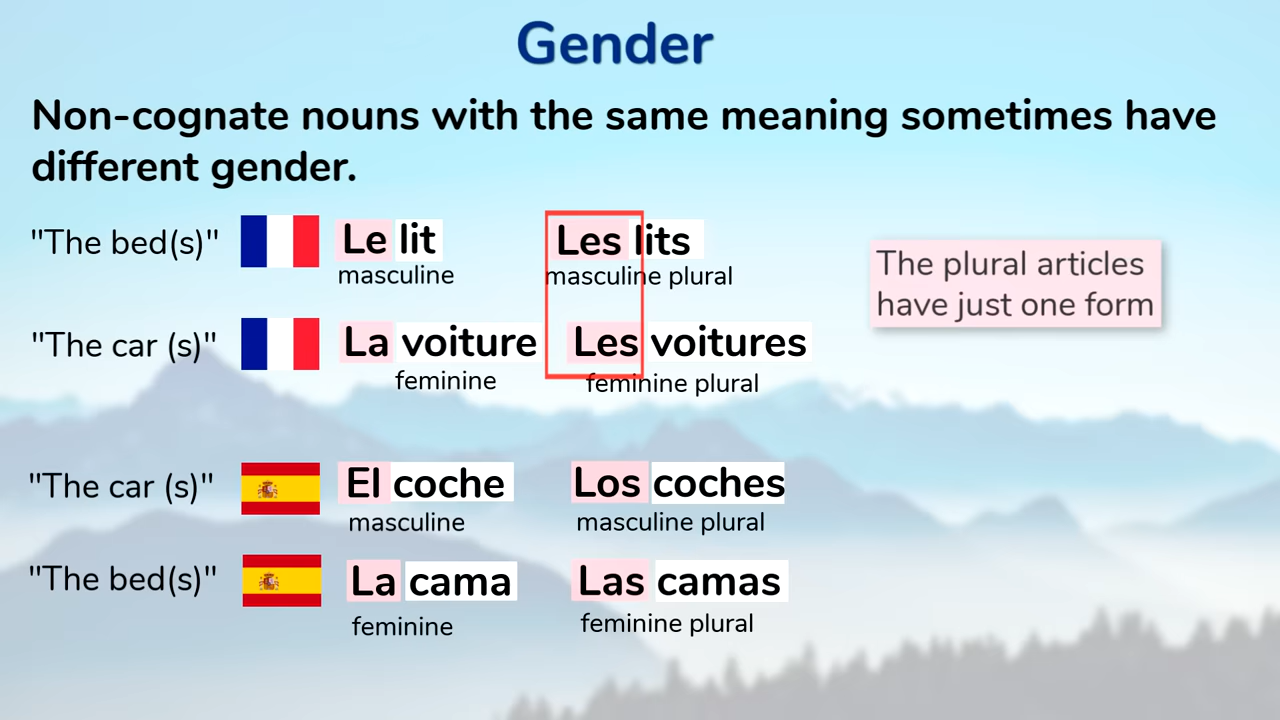 Gender
Non-cognate nouns with the same meaning sometimes have
different gender.
"The bed(s)" Le lit Les lits
masculine masculine plural
The plural articles
have just one form
"The car (s)" La voiture Les voitures
feminine feminine plural
"The car (s)" El coche Los coches
masculine masculine plural
"The bed(s)" La cama Las camas
feminine feminine plural